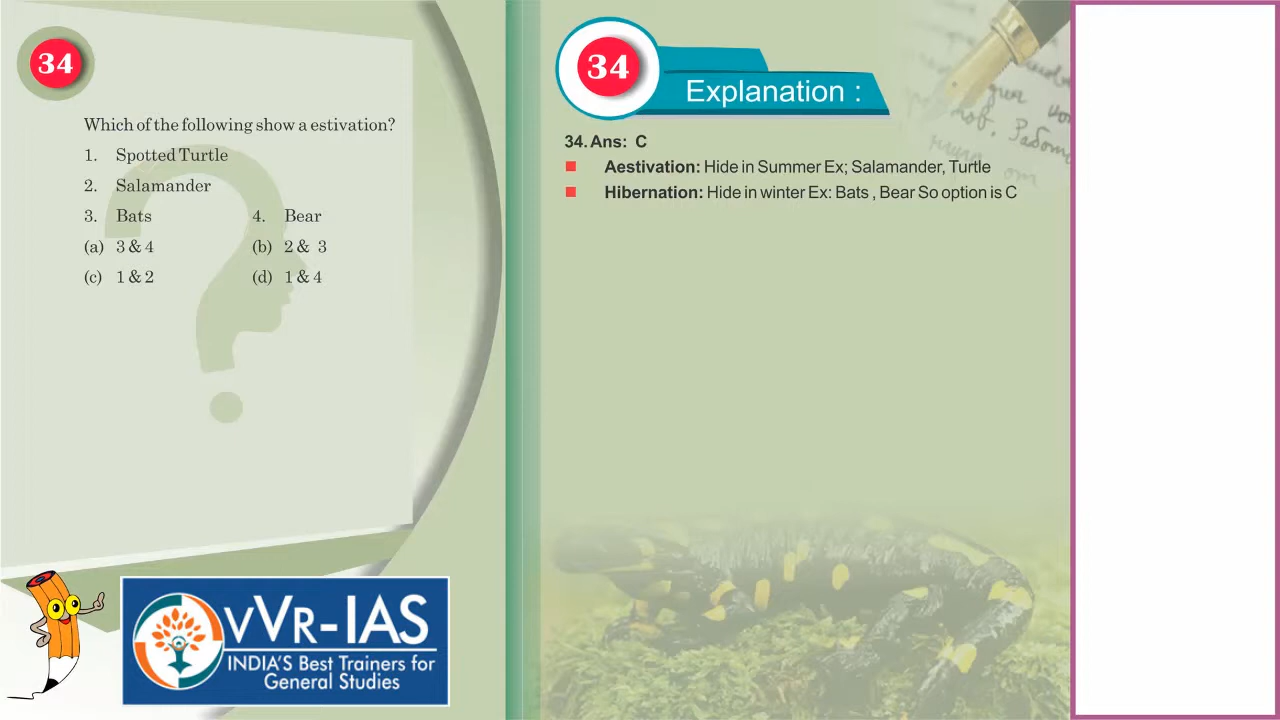 34
Which of the following show a estivation?
1. Spotted Turtle
2. Salamander
3. Bats 4. Bear
(a) 3 & 4 (b) 2 & 3
(c) 1 & 2 (d) 1 & 4
vVr-IAS
INDIA'S Best Trainers for
General Studies
34
Explanation :
34. Ans: C
Aestivation: Hide in Summer Ex; Salamander, Turtle
Hibernation: Hide in winter Ex: Bats , Bear So option is C